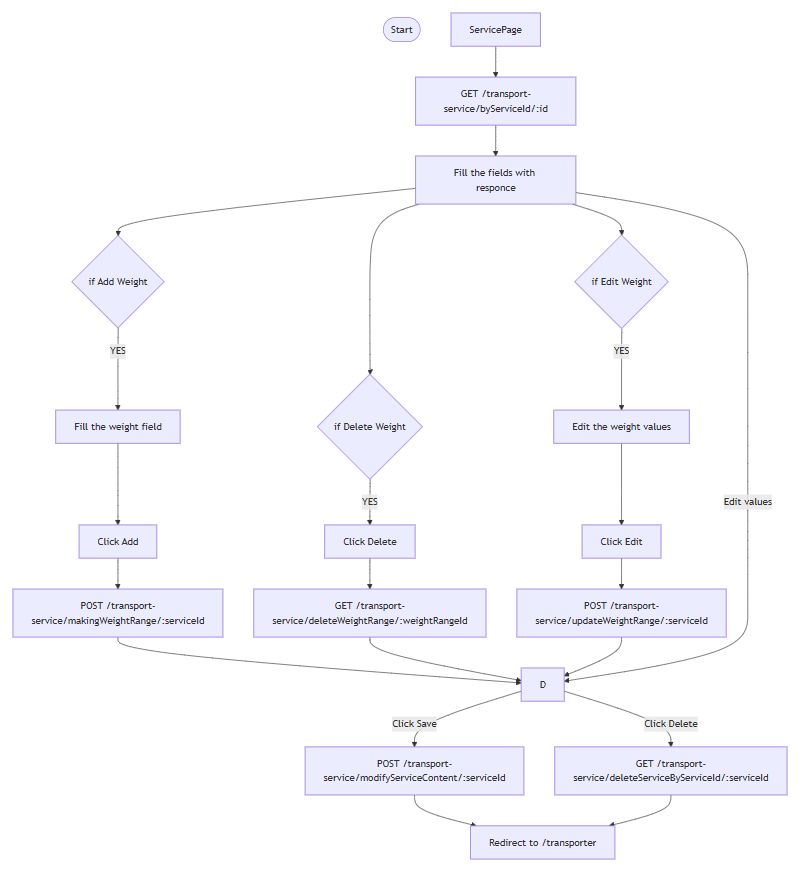 Start
ServicePage
GET /transport-
service/byServiceId/:id
Fill the fields with
responce
if Add Weight
if Edit Weight
YES
YES
Fill the weight field
if Delete Weight
Edit the weight values
YES
Edit values
Click Add
Click Delete
Click Edit
POST /transport-
service/makingWeightRange/:serviceId
GET /transport-
service/deleteWeightRange/:weightRangeId
POST /transport-
service/updateWeightRange/:serviceId
D
Click Save
Click Delete
POST /transport-
service/modifyServiceContent/:serviceId
GET /transport-
service/deleteServiceByServiceId/:serviceId
Redirect to /transporter